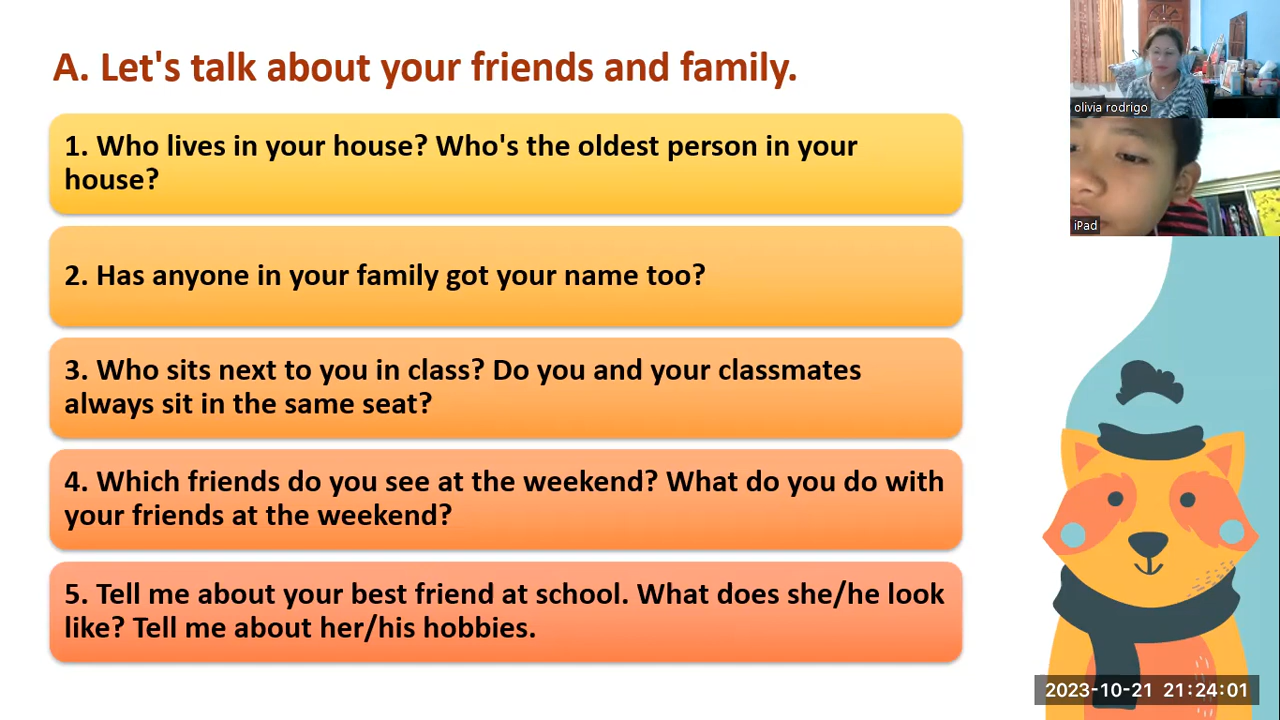 A. Let's talk about your friends and family.
1. Who lives in your house? Who's the oldest person in your
house?
2. Has anyone in your family got your name too?
3. Who sits next to you in class? Do you and your classmates
always sit in the same seat?
4. Which friends do you see at the weekend? What do you do with
your friends at the weekend?
5. Tell me about your best friend at school. What does she/he look
like? Tell me about her/his hobbies.
olivia rodrigo
iPad
2023-10-21 21:24:01